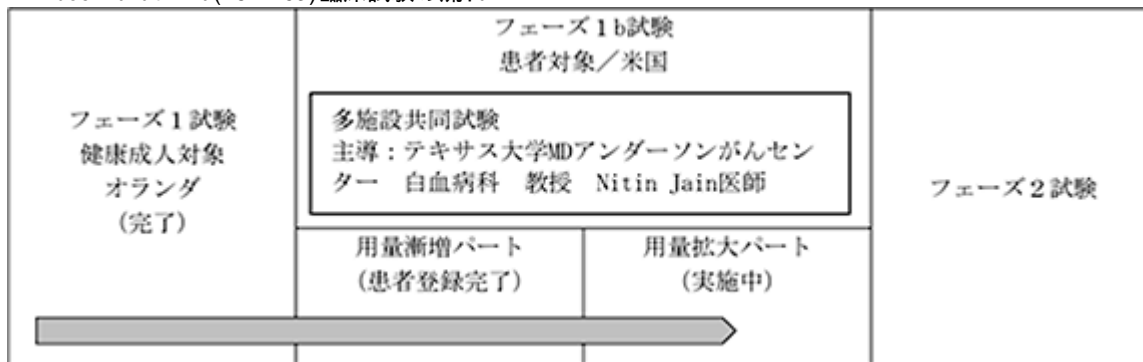 フェーズ1試験
健康成人対象
オランダ
(完了)
フェーズ1b試験
患者対象／米国
多施設共同試験
主導：テキサス大学MDアンダーソンがんセン
ター　白血病科　教授　Nitin Jain医師
用量漸増パート
(患者登録完了)
用量拡大パート
(実施中)
フェーズ2試験